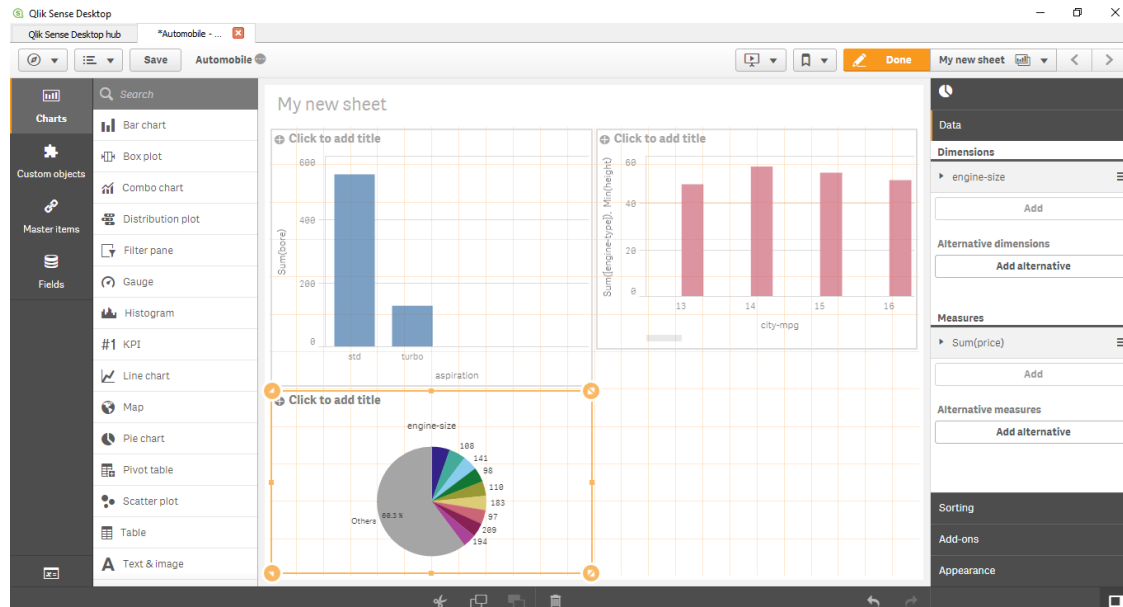 Qlik Sense Desktop
Qlik Sense Desktop hub
*Automobile - ...
Save
Automobile
Done
My new sheet
Charts
Custom objects
Master items
Fields
Search
Bar chart
Box plot
Combo chart
Distribution plot
Filter pane
Gauge
Histogram
#1 KPI
Line chart
Map
Pie chart
Pivot table
Scatter plot
Table
A Text & image
My new sheet
Click to add title
Sum(bore)
600
400
200
0
std turbo
aspiration
Click to add title
Sum([engine-type]), Min(height)
60
40
20
0
13 14 15 16
city-mpg
Click to add title
engine-size
108
141
98
110
183
97
209
194
Others
Data
Dimensions
engine-size
Add
Alternative dimensions
Add alternative
Measures
Sum(price)
Add
Alternative measures
Add alternative
Sorting
Add-ons
Appearance